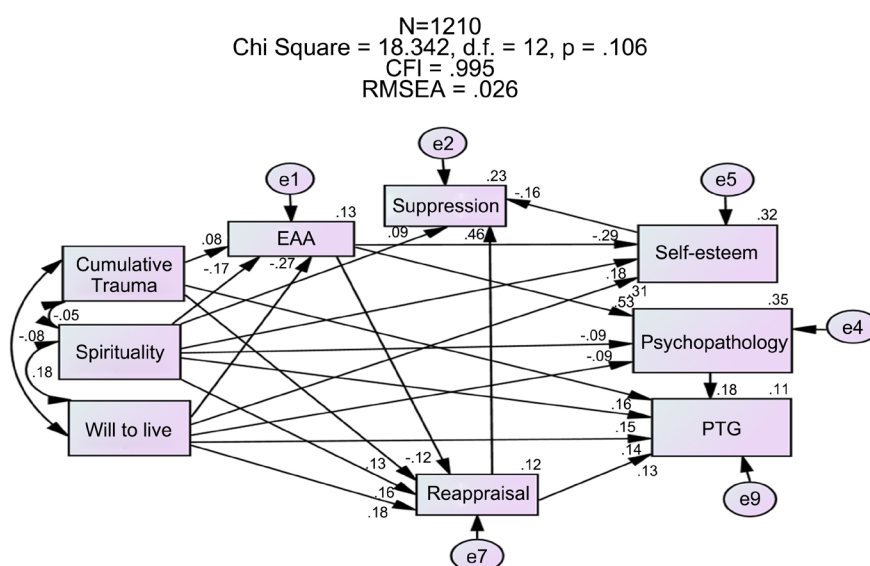 N=1210
Chi Square = 18.342, d.f. = 12, p = .106
CFI = .995
RMSEA = .026
e2
e1
.23
e5
.13
Suppression
-.16
.32
.08
EAA
.09
.46
-.29
Self-esteem
Cumulative
Trauma
-.17
-.27
.18
.31
.53
.35
-.05
-.08
Spirituality
-.09
Psychopathology
e4
-.09
.18
.18
.11
.16
Will to live
.15
PTG
.14
.13
-.12
.12
.13
.16
Reappraisal
.18
e9
e7